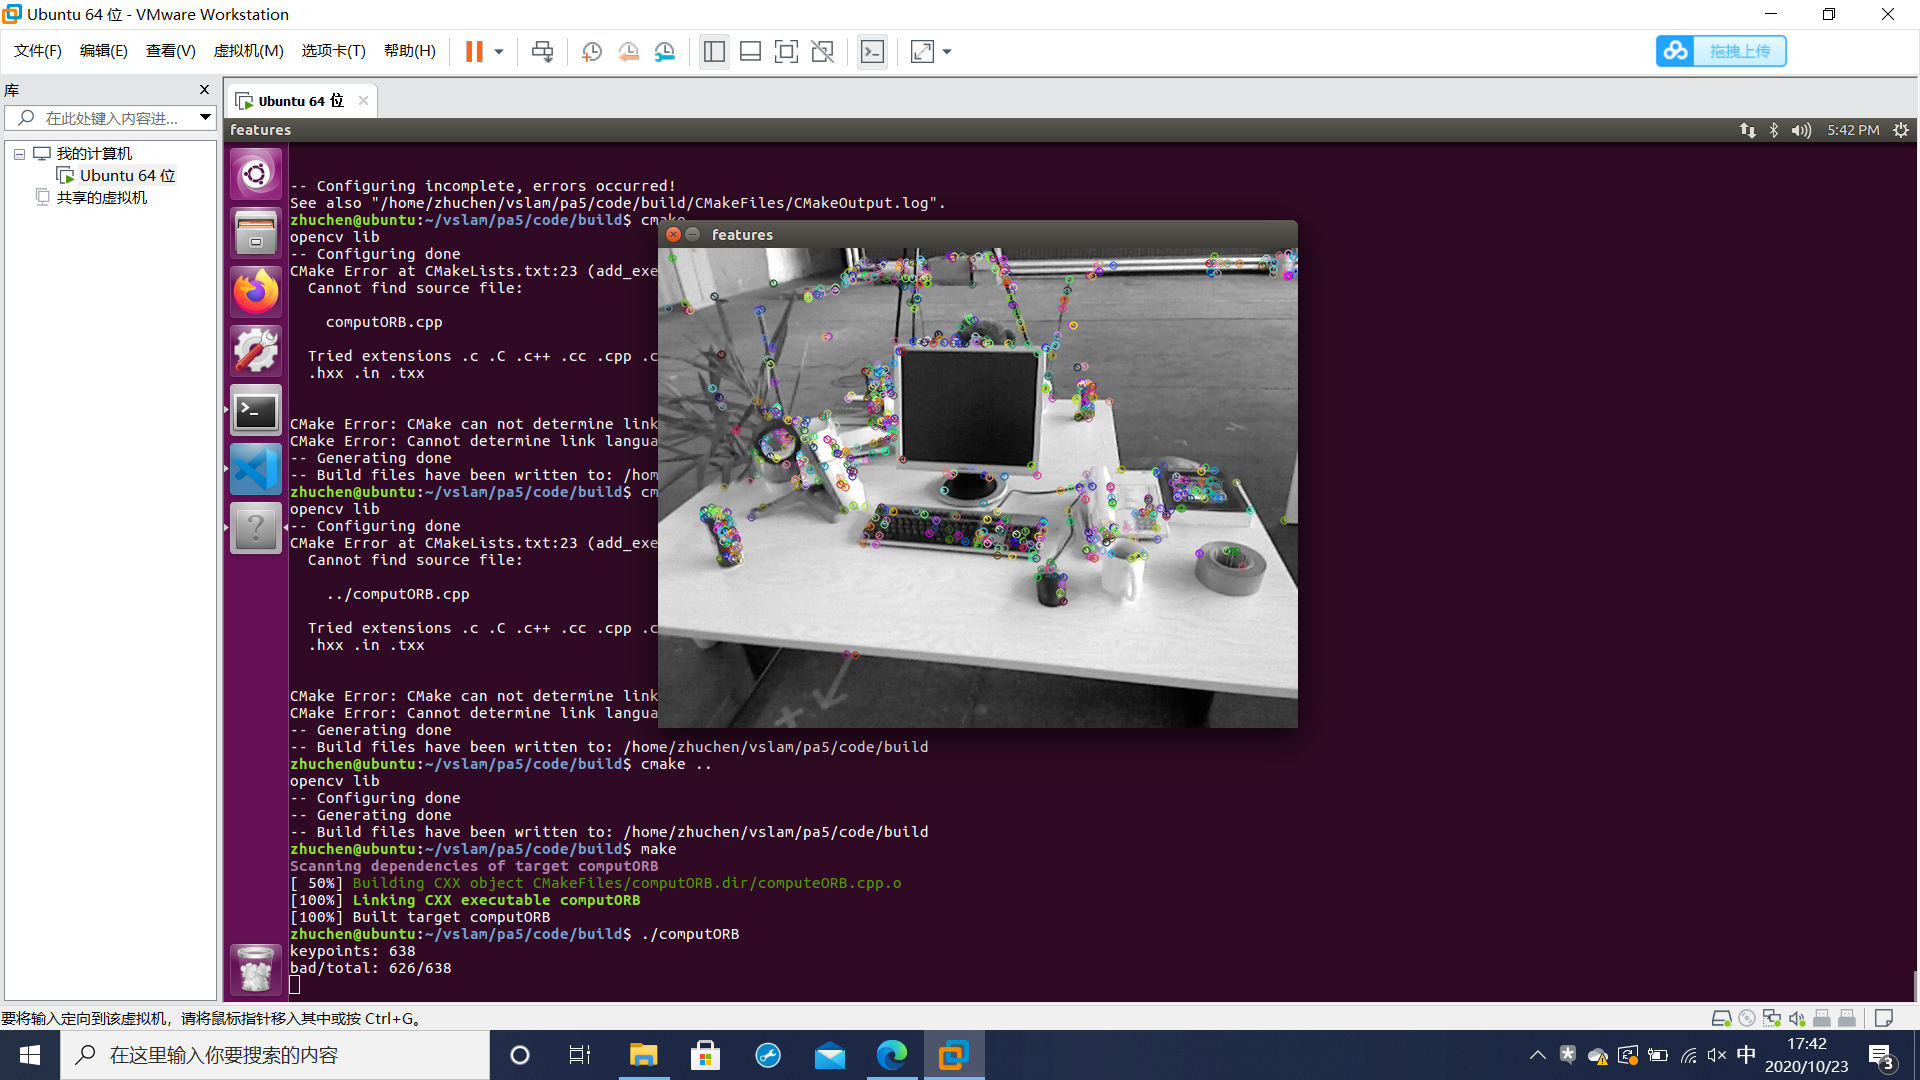 Ubuntu 64 位 - VMware Workstation
文件(F) 编辑(E) 查看(V) 虚拟机(M) 选项卡(T) 帮助(H)
拖拽上传
库
在此处键入内容进...
我的计算机
Ubuntu 64 位
共享的虚拟机
Ubuntu 64 位
features
5:42 PM
-- Configuring incomplete, errors occurred!
See also "/home/zhuchen/vslam/pa5/code/build/CMakeFiles/CMakeOutput.log".
zhuchen@ubuntu:~/vslam/pa5/code/build$ cmake
opencv lib
-- Configuring done
CMake Error at CMakeLists.txt:23 (add_exe
Cannot find source file:
computORB.cpp
Tried extensions .c .C .c++ .cc .cpp .c
.hxx .in .txx
CMake Error: CMake can not determine link
CMake Error: Cannot determine link langua
-- Generating done
-- Build files have been written to: /hom
zhuchen@ubuntu:~/vslam/pa5/code/build$ cm
opencv lib
-- Configuring done
CMake Error at CMakeLists.txt:23 (add_exe
Cannot find source file:
../computORB.cpp
Tried extensions .c .C .c++ .cc .cpp .c
.hxx .in .txx
CMake Error: CMake can not determine link
CMake Error: Cannot determine link langua
-- Generating done
-- Build files have been written to: /home/zhuchen/vslam/pa5/code/build
zhuchen@ubuntu:~/vslam/pa5/code/build$ cmake ..
opencv lib
-- Configuring done
-- Generating done
-- Build files have been written to: /home/zhuchen/vslam/pa5/code/build
zhuchen@ubuntu:~/vslam/pa5/code/build$ make
Scanning dependencies of target computORB
[ 50%] Building CXX object CMakeFiles/computORB.dir/computeORB.cpp.o
[100%] Linking CXX executable computORB
[100%] Built target computORB
zhuchen@ubuntu:~/vslam/pa5/code/build$ ./computORB
keypoints: 638
bad/total: 626/638
features
要将输入定向到该虚拟机，请将鼠标指针移入其中或按 Ctrl+G。
在这里输入你要搜索的内容
中
17:42
2020/10/23
3